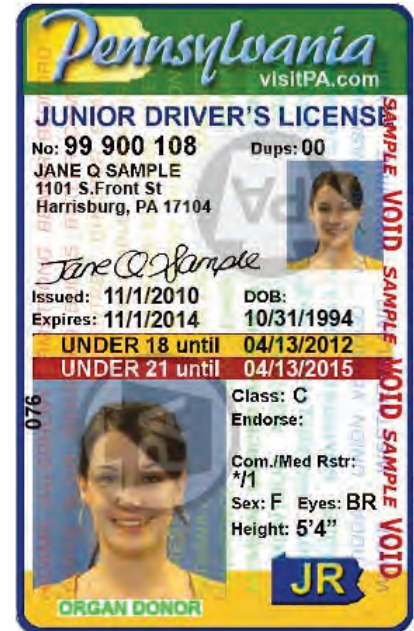 Pennsylvania
visitPA.com
JUNIOR DRIVER'S LICENSE
No: 99 900 108 Dups: 00
JANE Q SAMPLE
1101 S.Front St
Harrisburg, PA 17104
PA
Jane Q Sample
Issued: 11/1/2010 DOB:
Expires: 11/1/2014 10/31/1994
UNDER 18 until 04/13/2012
UNDER 21 until 04/13/2015
076
Class: C
Endorse:
Com./Med Rstr:
*/1
Sex: F Eyes: BR
Height: 5'4"
JR
ORGAN DONOR
SAMPLE VOID SAMPLE VOID SAMPLE VOID